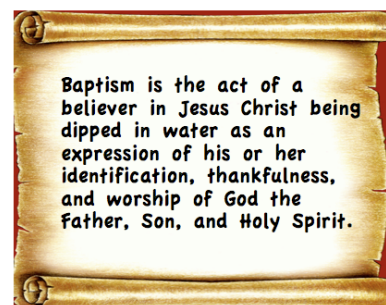 Baptism is the act of a
believer in Jesus Christ being
dipped in water as an
expression of his or her
identification, thankfulness,
and worship of God the
Father, Son, and Holy Spirit.